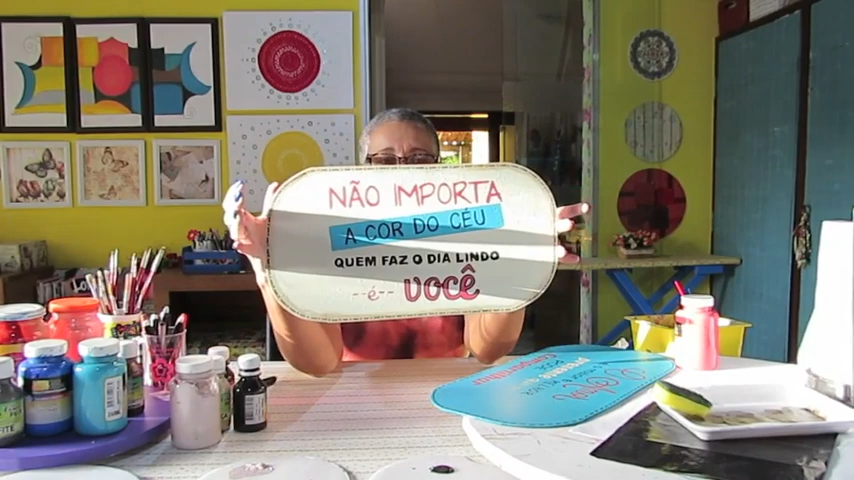 NÃO IMPORTA
A COR DO CÉU
QUEM FAZ O DIA LINDO
--é-- você